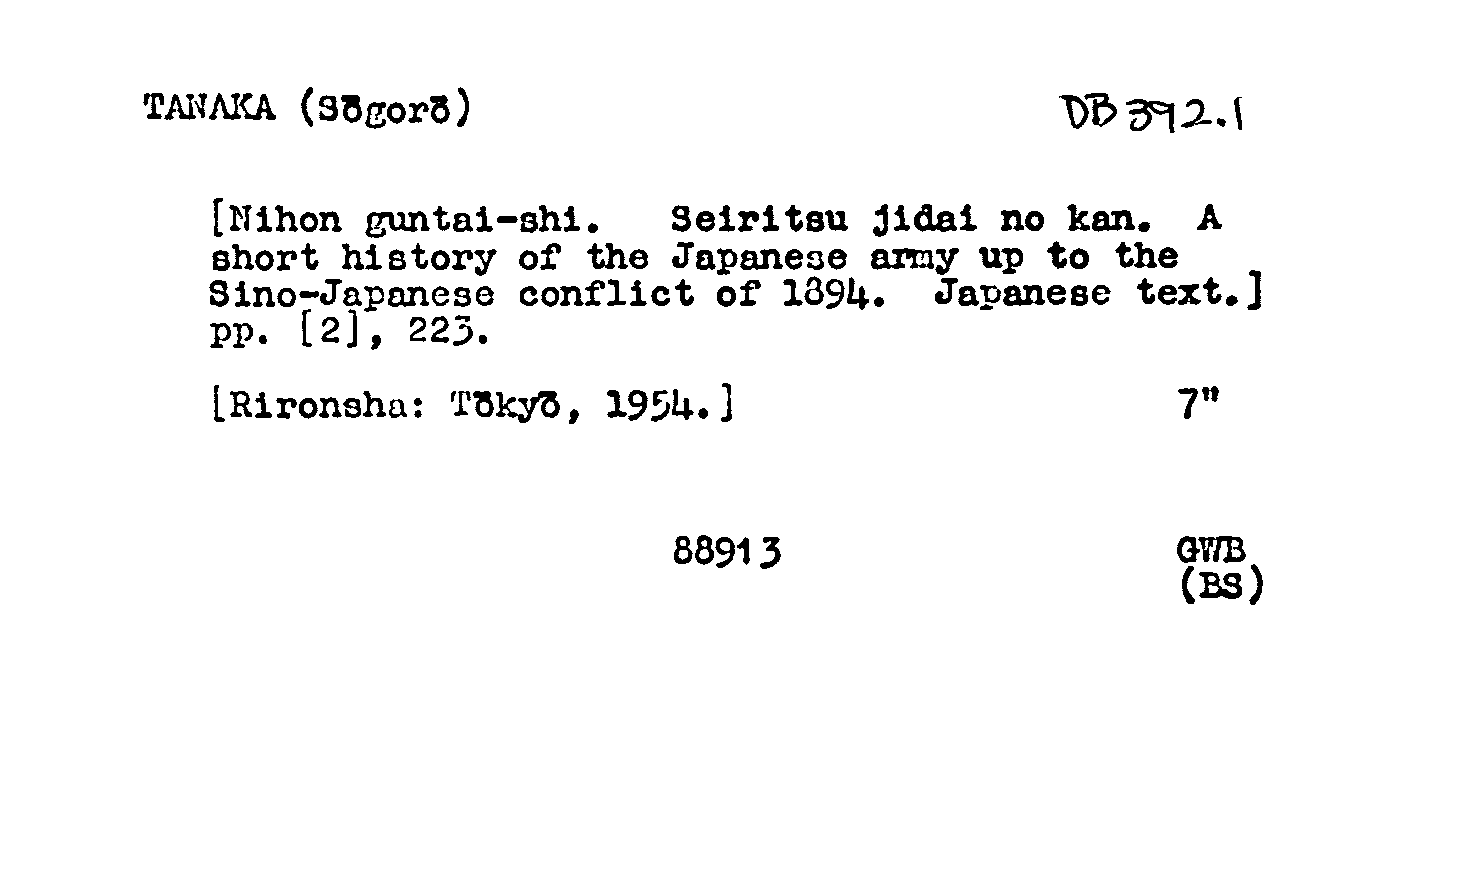 TANAKA (Sōgorō) DB 392.1
[Nihon guntai-shi. Seiritsu jidai no kan. A
short history of the Japanese army up to the
Sino-Japanese conflict of 1894. Japanese text.]
pp. [2], 223.
[Rironsha: Tōkyō, 1954.] 7"
88913 GWB
(BS)